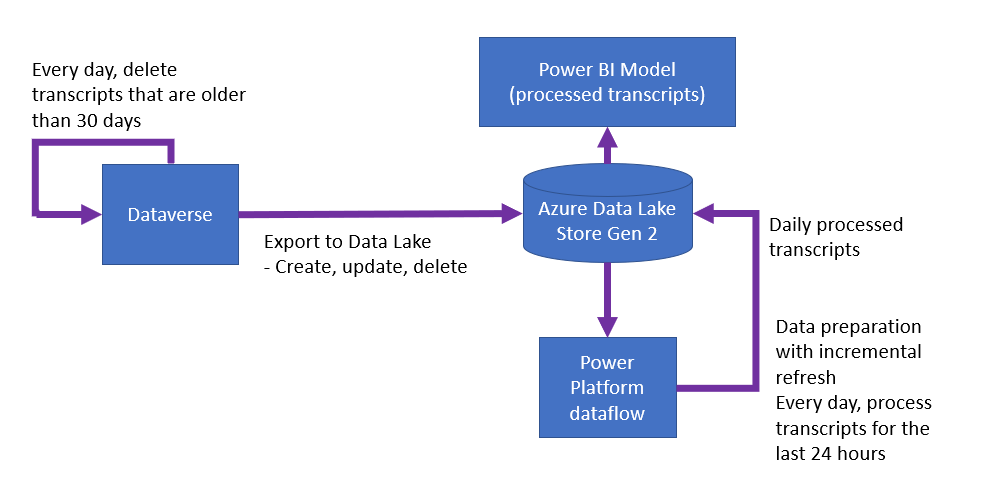 Every day, delete
transcripts that are older
than 30 days
Dataverse
Export to Data Lake
- Create, update, delete
Power BI Model
(processed transcripts)
Azure Data Lake
Store Gen 2
Power
Platform
dataflow
Daily processed
transcripts
Data preparation
with incremental
refresh
Every day, process
transcripts for the
last 24 hours